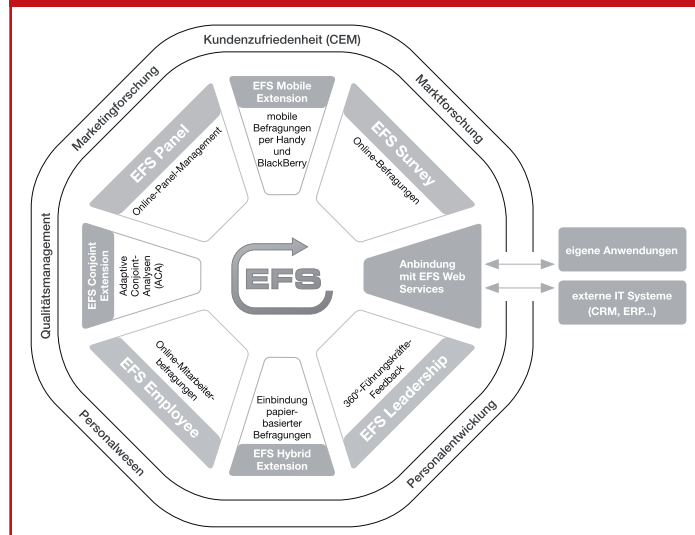 Kundenzufriedenheit (CEM)
Marketingforschung
Marktforschung
Qualitätsmanagement
Personalwesen
Personalentwicklung
EFS Mobile
Extension
mobile
Befragungen
per Handy
und
BlackBerry
EFS Panel
Online-Panel-Management
EFS Survey
Online-Befragungen
EFS Conjoint
Extension
Adaptive
Conjoint-
Analysen
(ACA)
EFS
Anbindung
mit EFS Web
Services
eigene Anwendungen
externe IT Systeme
(CRM, ERP...)
Online-Mitarbeiter-
befragungen
EFS Employee
Einbindung
papier-
basierter
Befragungen
EFS Hybrid
Extension
360°-Führungskräfte-
Feedback
EFS Leadership